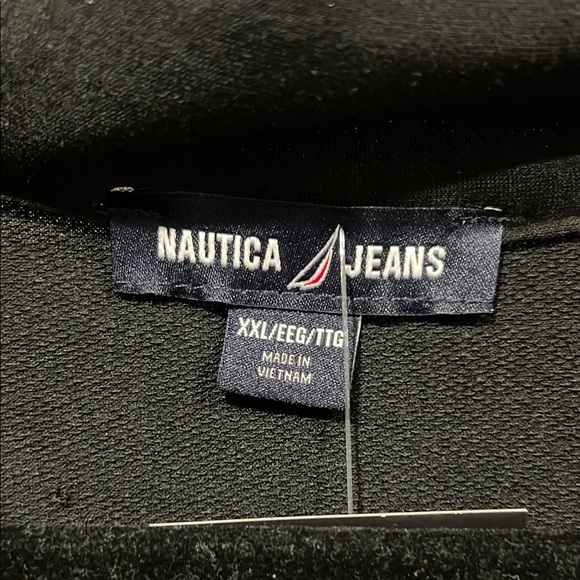 NAUTICA JEANS
XXL/EEG/TTG
MADE IN
VIETNAM